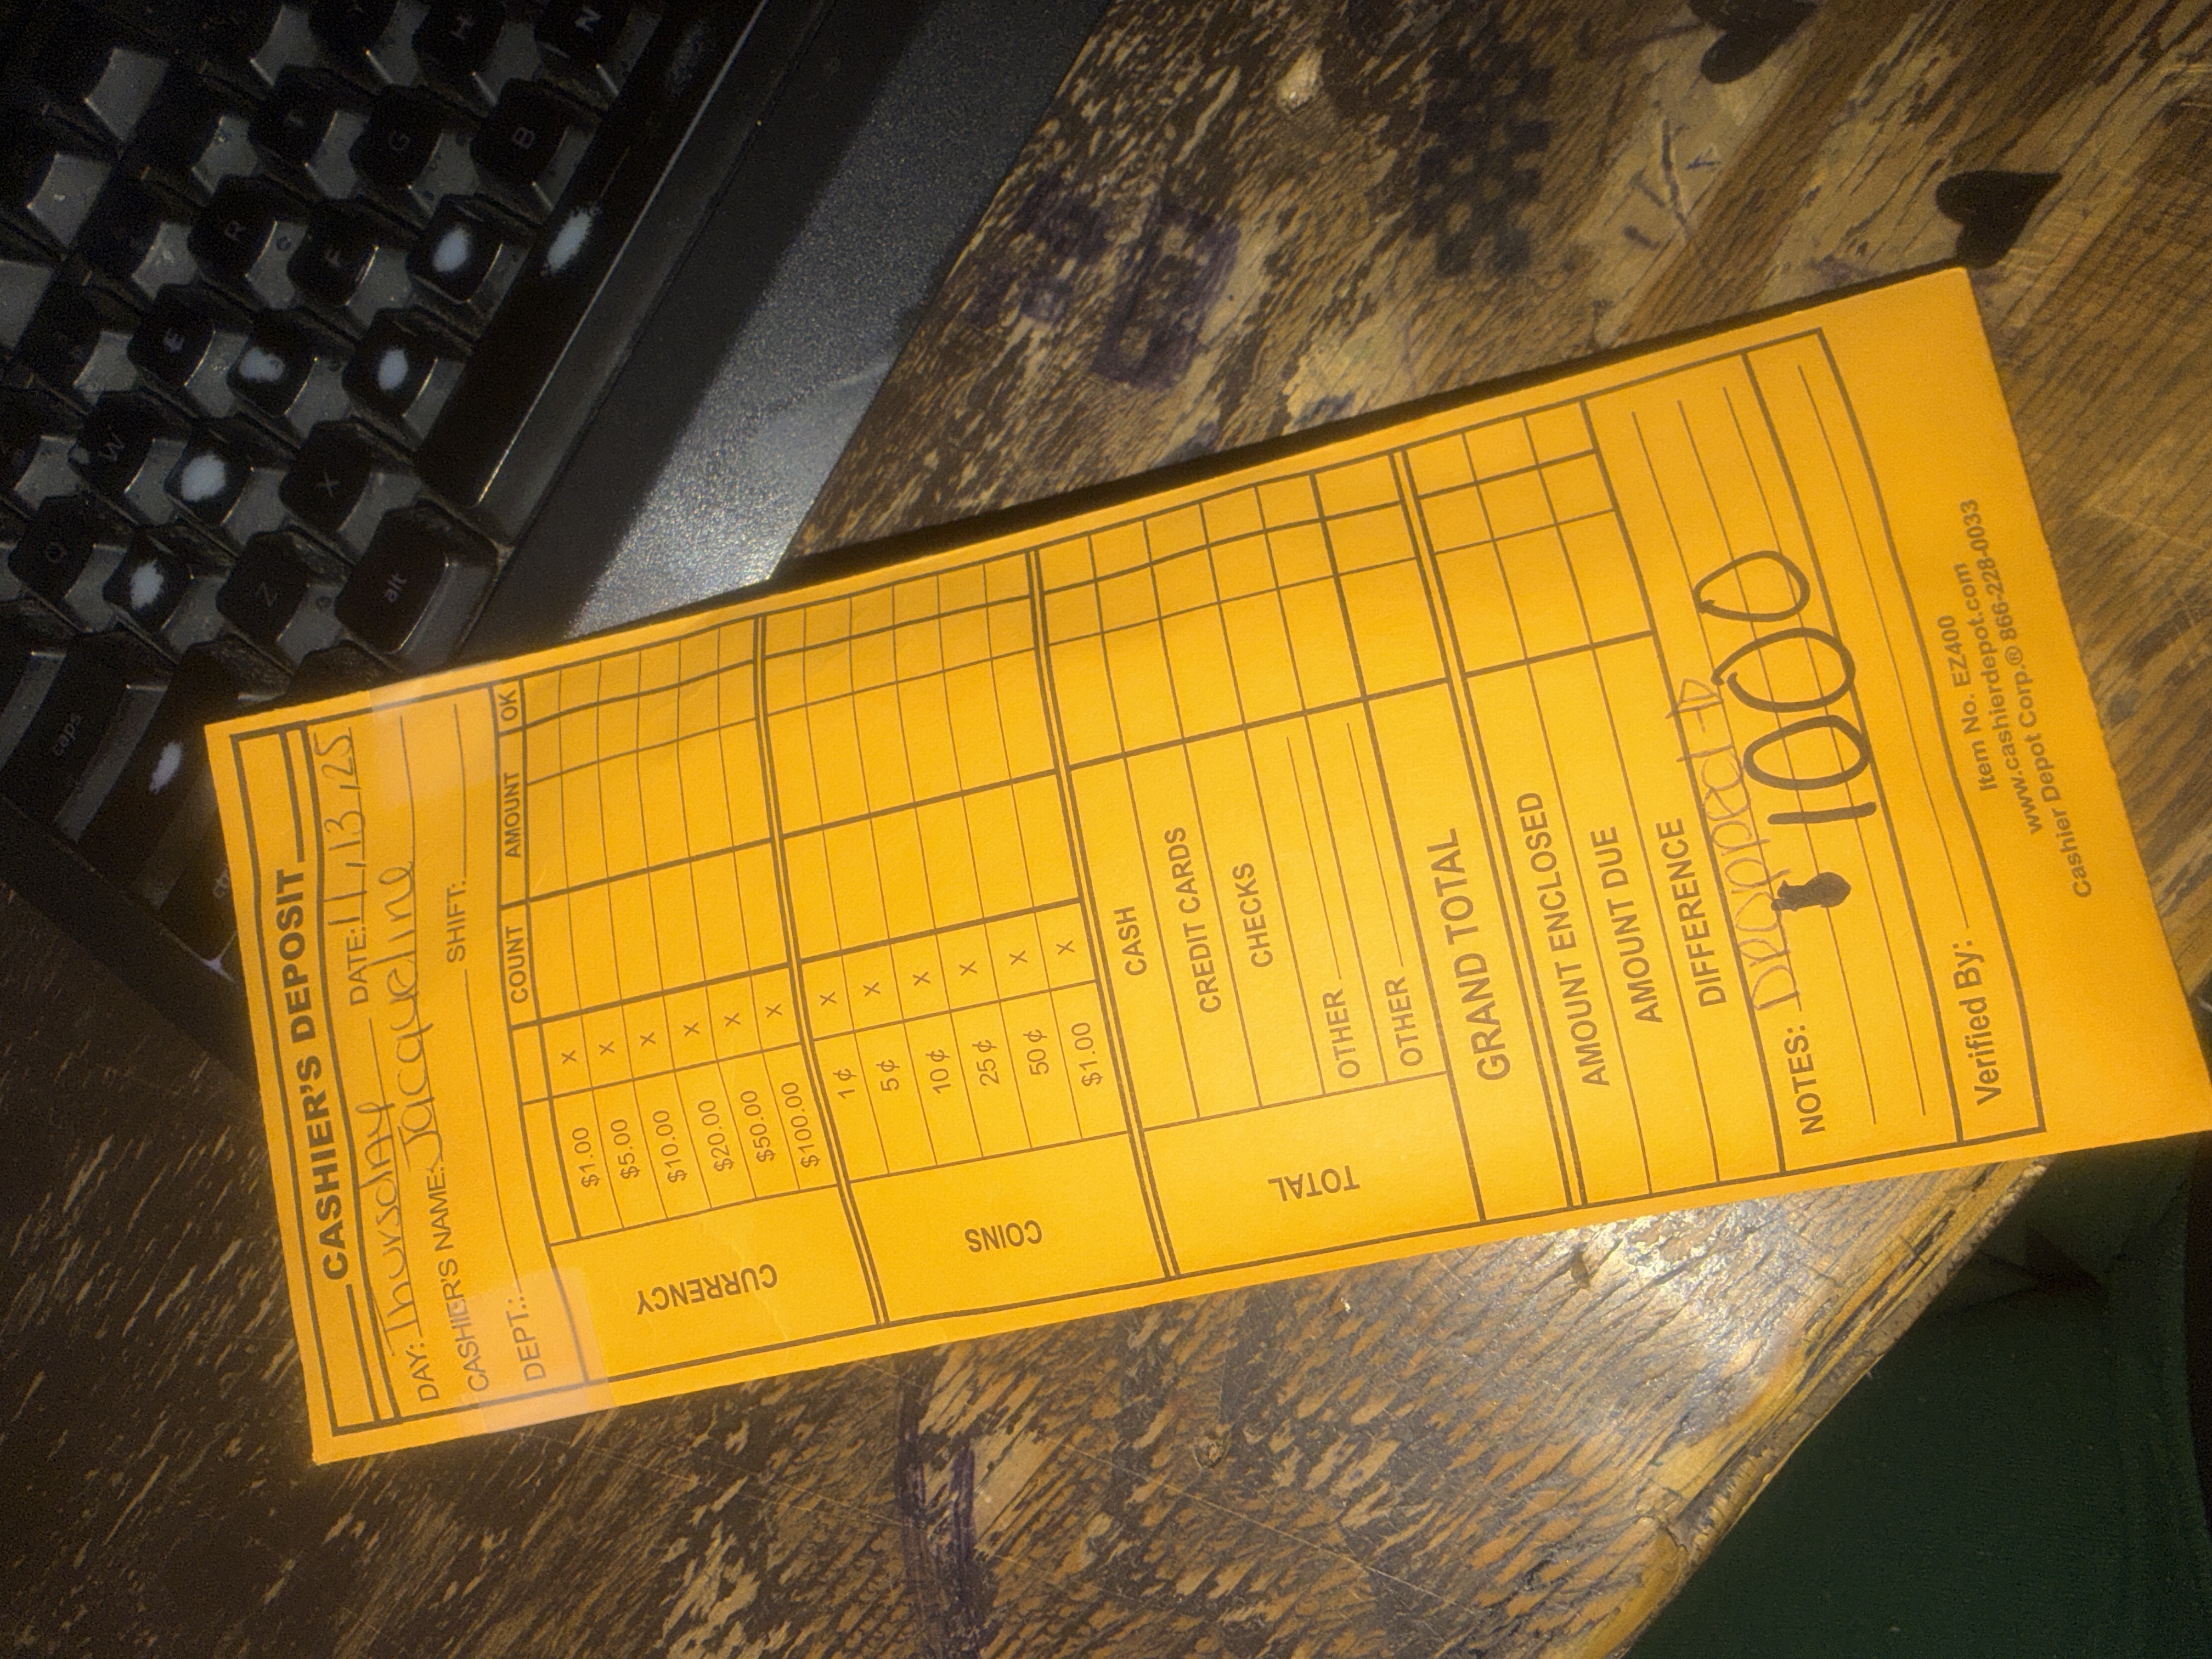 CASHIER'S DEPOSIT
DAY: Thursday DATE: 11/13/25
CASHIER'S NAME: Jacqueline
DEPT.: SHIFT:
COUNT AMOUNT OK
CURRENCY
$1.00 X
$5.00 X
$10.00 X
$20.00 X
$50.00 X
$100.00 X
COINS
1¢ X
5¢ X
10¢ X
25¢ X
50¢ X
$1.00 X
TOTAL
CASH
CREDIT CARDS
CHECKS
OTHER
OTHER
GRAND TOTAL
AMOUNT ENCLOSED
AMOUNT DUE
DIFFERENCE
NOTES: Dropped
1000
Verified By:
Item No. EZ400
www.cashierdepot.com
Cashier Depot Corp.® 866-228-0033
caps
alt
Q
W
E
R
F
G
B
Z
X
H
N